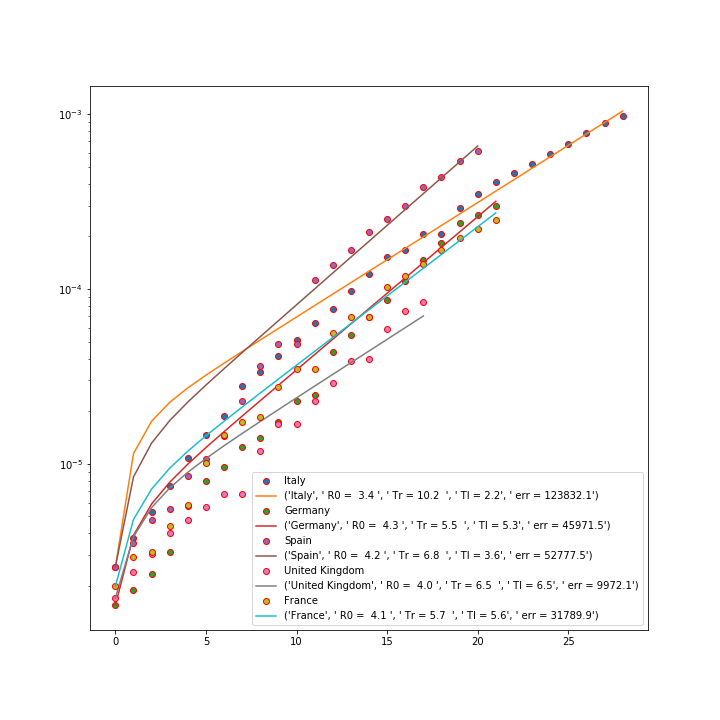 10⁻³
10⁻⁴
10⁻⁵
Italy
('Italy', ' R0 =  3.4 ', ' Tr = 10.2  ', ' Tl = 2.2', ' err = 123832.1')
Germany
('Germany', ' R0 =  4.3 ', ' Tr = 5.5  ', ' Tl = 5.3', ' err = 45971.5')
Spain
('Spain', ' R0 =  4.2 ', ' Tr = 6.8  ', ' Tl = 3.6', ' err = 52777.5')
United Kingdom
('United Kingdom', ' R0 =  4.0 ', ' Tr = 6.5  ', ' Tl = 6.5', ' err = 9972.1')
France
('France', ' R0 =  4.1 ', ' Tr = 5.7  ', ' Tl = 5.6', ' err = 31789.9')
0 5 10 15 20 25